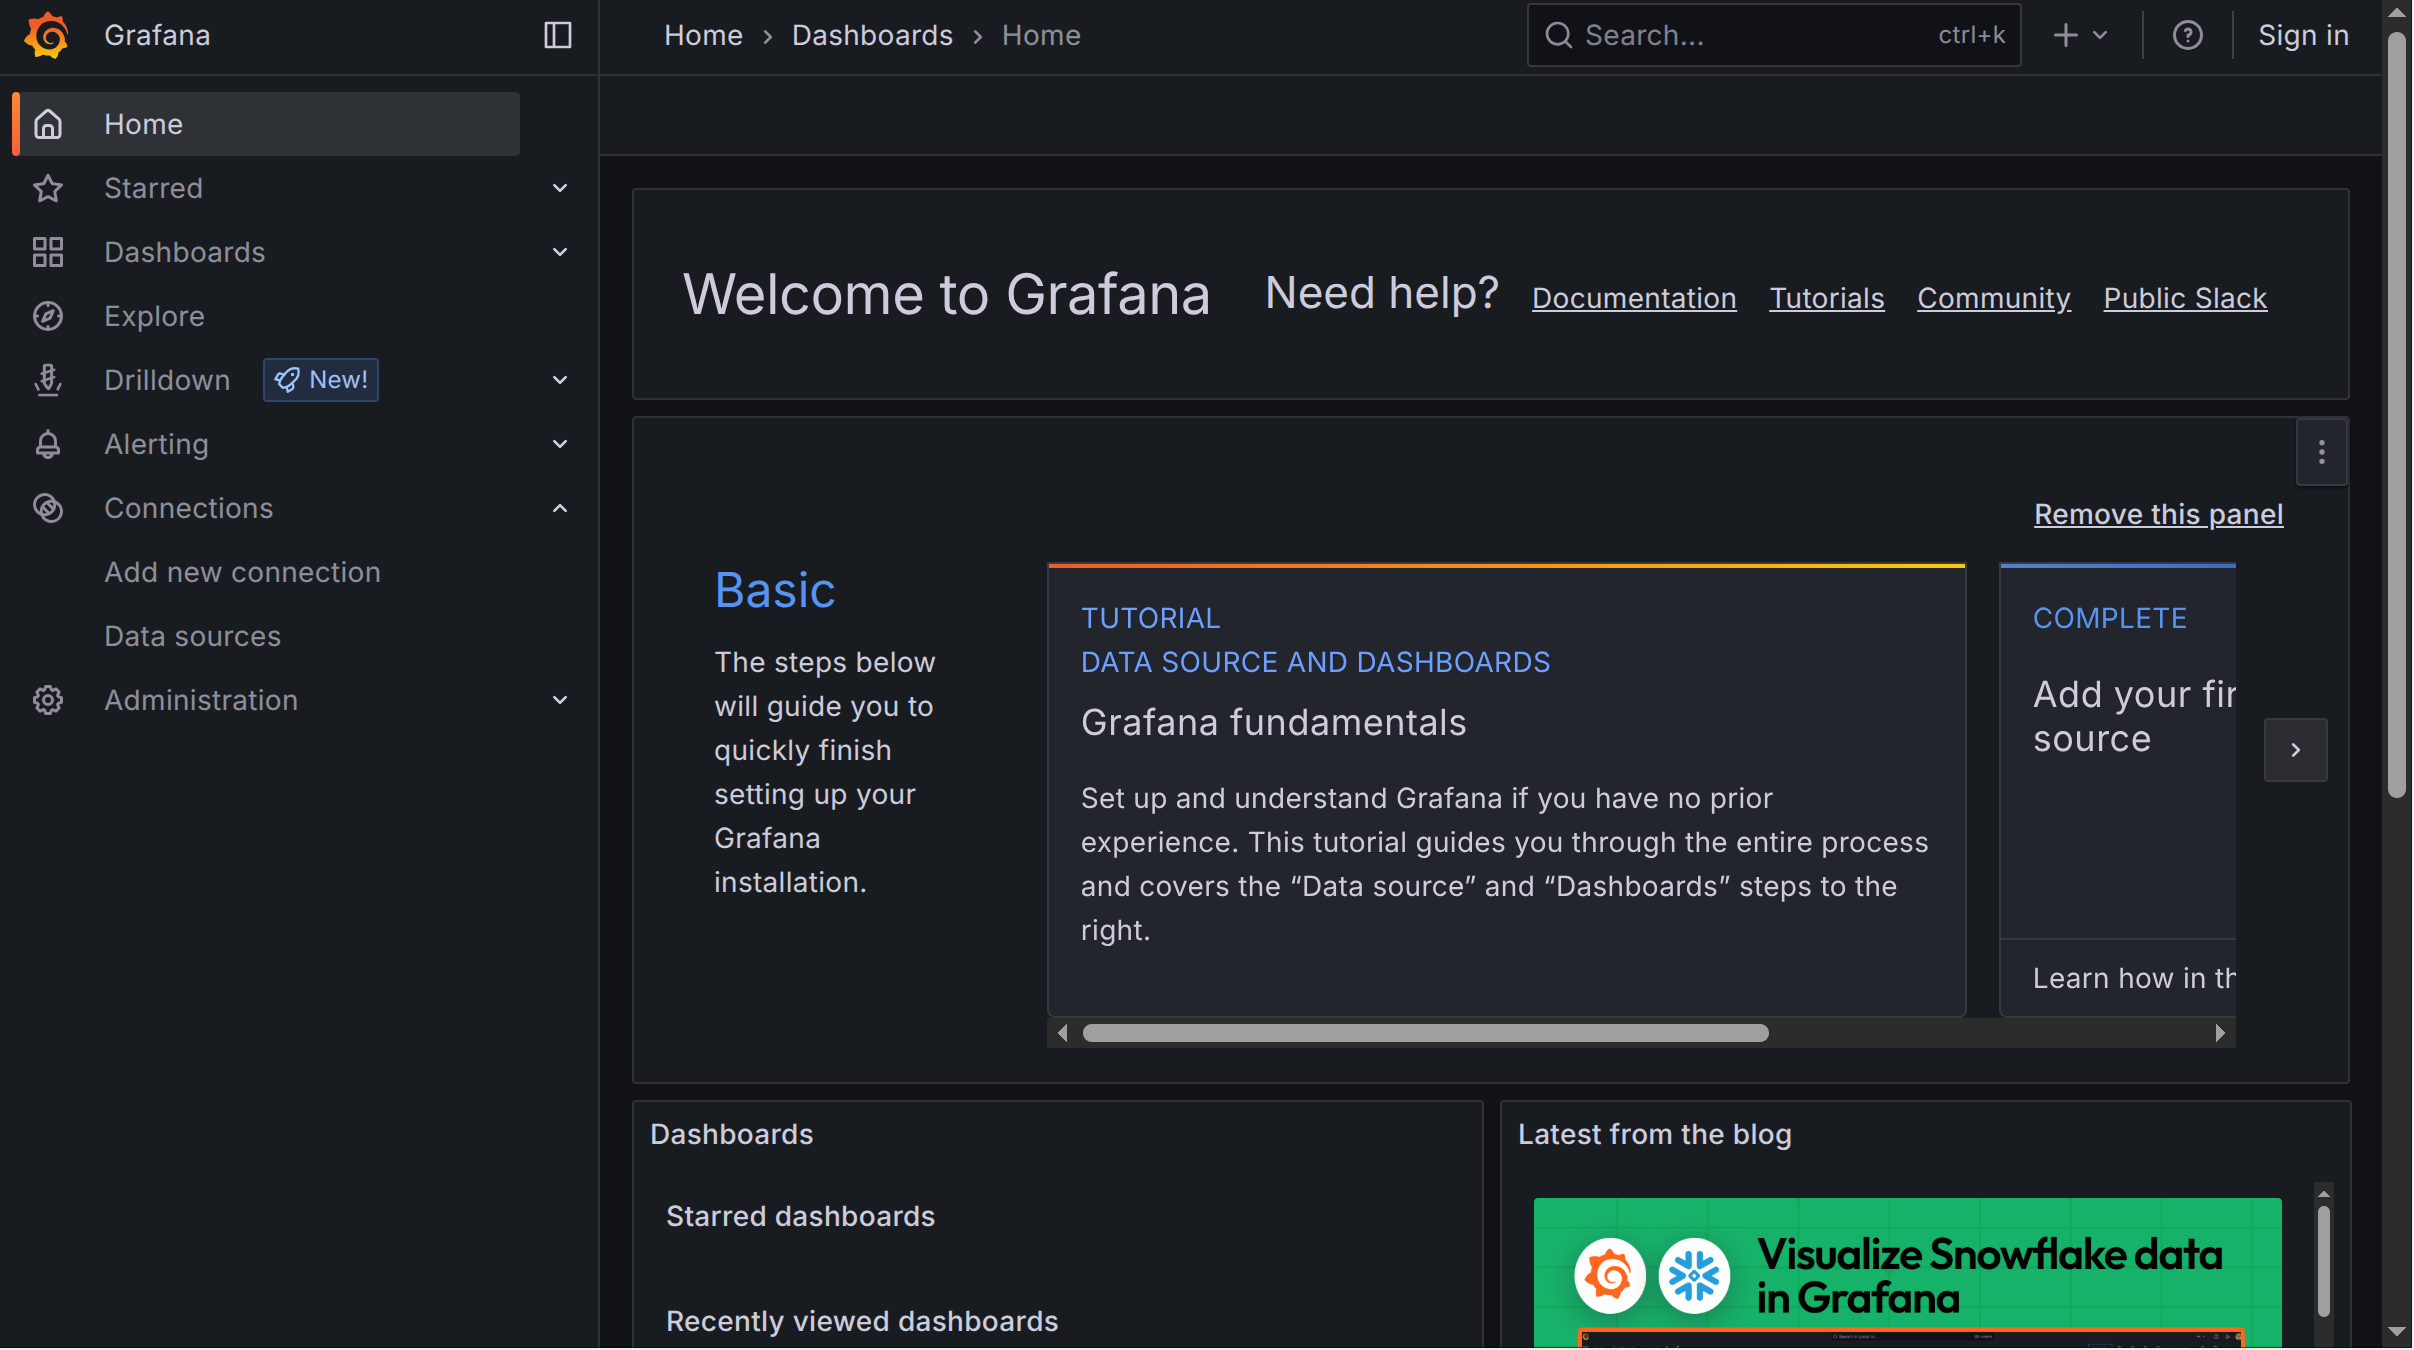 Grafana
Home
Dashboards
Home
Search...
ctrl+k
Sign in
Home
Starred
Dashboards
Explore
Drilldown
New!
Alerting
Connections
Add new connection
Data sources
Administration
Welcome to Grafana
Need help?
Documentation
Tutorials
Community
Public Slack
Remove this panel
Basic
The steps below
will guide you to
quickly finish
setting up your
Grafana
installation.
TUTORIAL
DATA SOURCE AND DASHBOARDS
Grafana fundamentals
Set up and understand Grafana if you have no prior
experience. This tutorial guides you through the entire process
and covers the “Data source” and “Dashboards” steps to the
right.
COMPLETE
Add your fir
source
Learn how in th
Dashboards
Starred dashboards
Recently viewed dashboards
Latest from the blog
Visualize Snowflake data
in Grafana